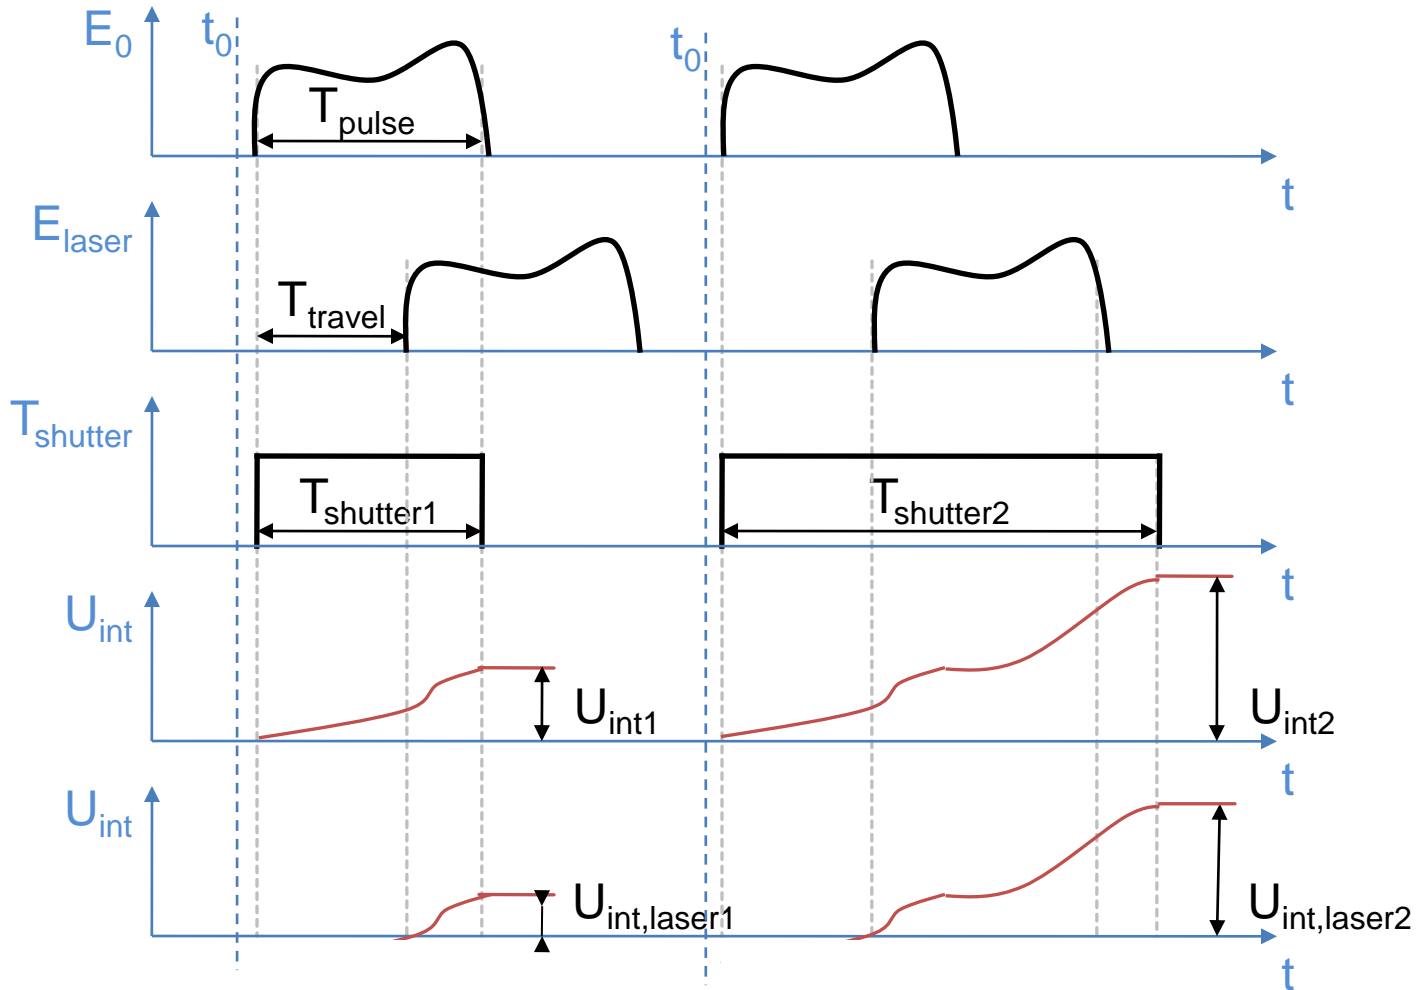 E0
t0
t0
Tpulse
t
Elaser
Ttravel
t
Tshutter
Tshutter1
Tshutter2
t
Uint
Uint1
Uint2
t
Uint
Uint,laser1
Uint,laser2
t